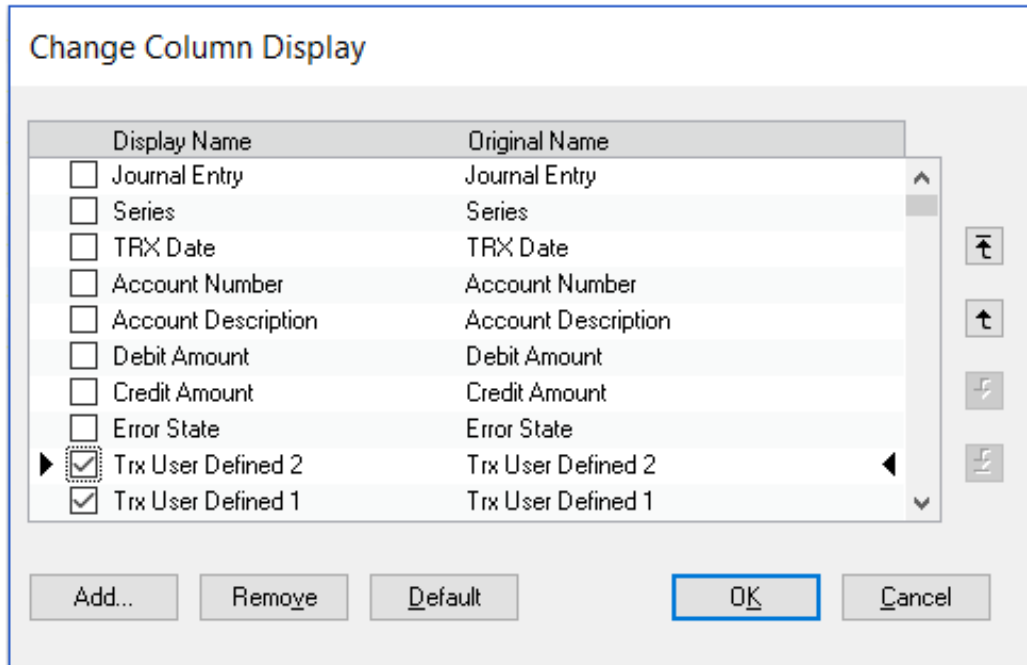 Change Column Display
Display Name Original Name
Journal Entry Journal Entry
Series Series
TRX Date TRX Date
Account Number Account Number
Account Description Account Description
Debit Amount Debit Amount
Credit Amount Credit Amount
Error State Error State
Trx User Defined 2 Trx User Defined 2
Trx User Defined 1 Trx User Defined 1
Add... Remove Default OK Cancel